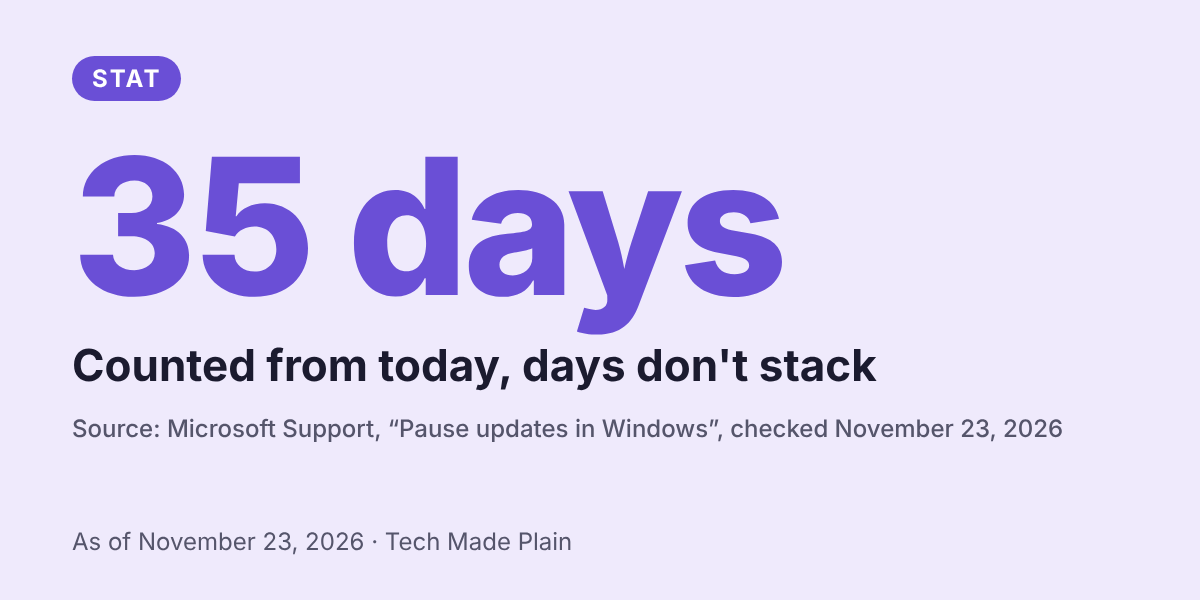 STAT
35 days
Counted from today, days don't stack
Source: Microsoft Support, “Pause updates in Windows”, checked November 23, 2026
As of November 23, 2026 · Tech Made Plain